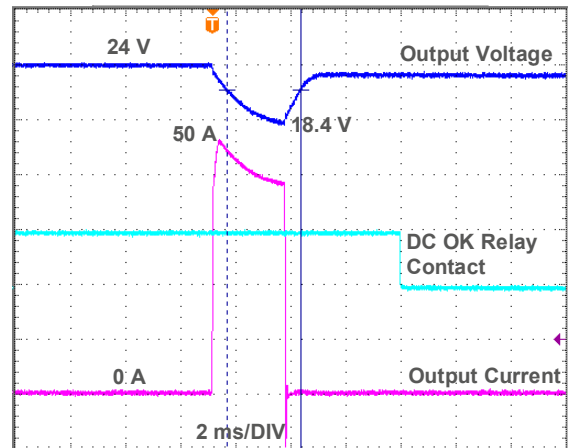 T
24 V
Output Voltage
18.4 V
50 A
DC OK Relay
Contact
0 A
Output Current
2 ms/DIV